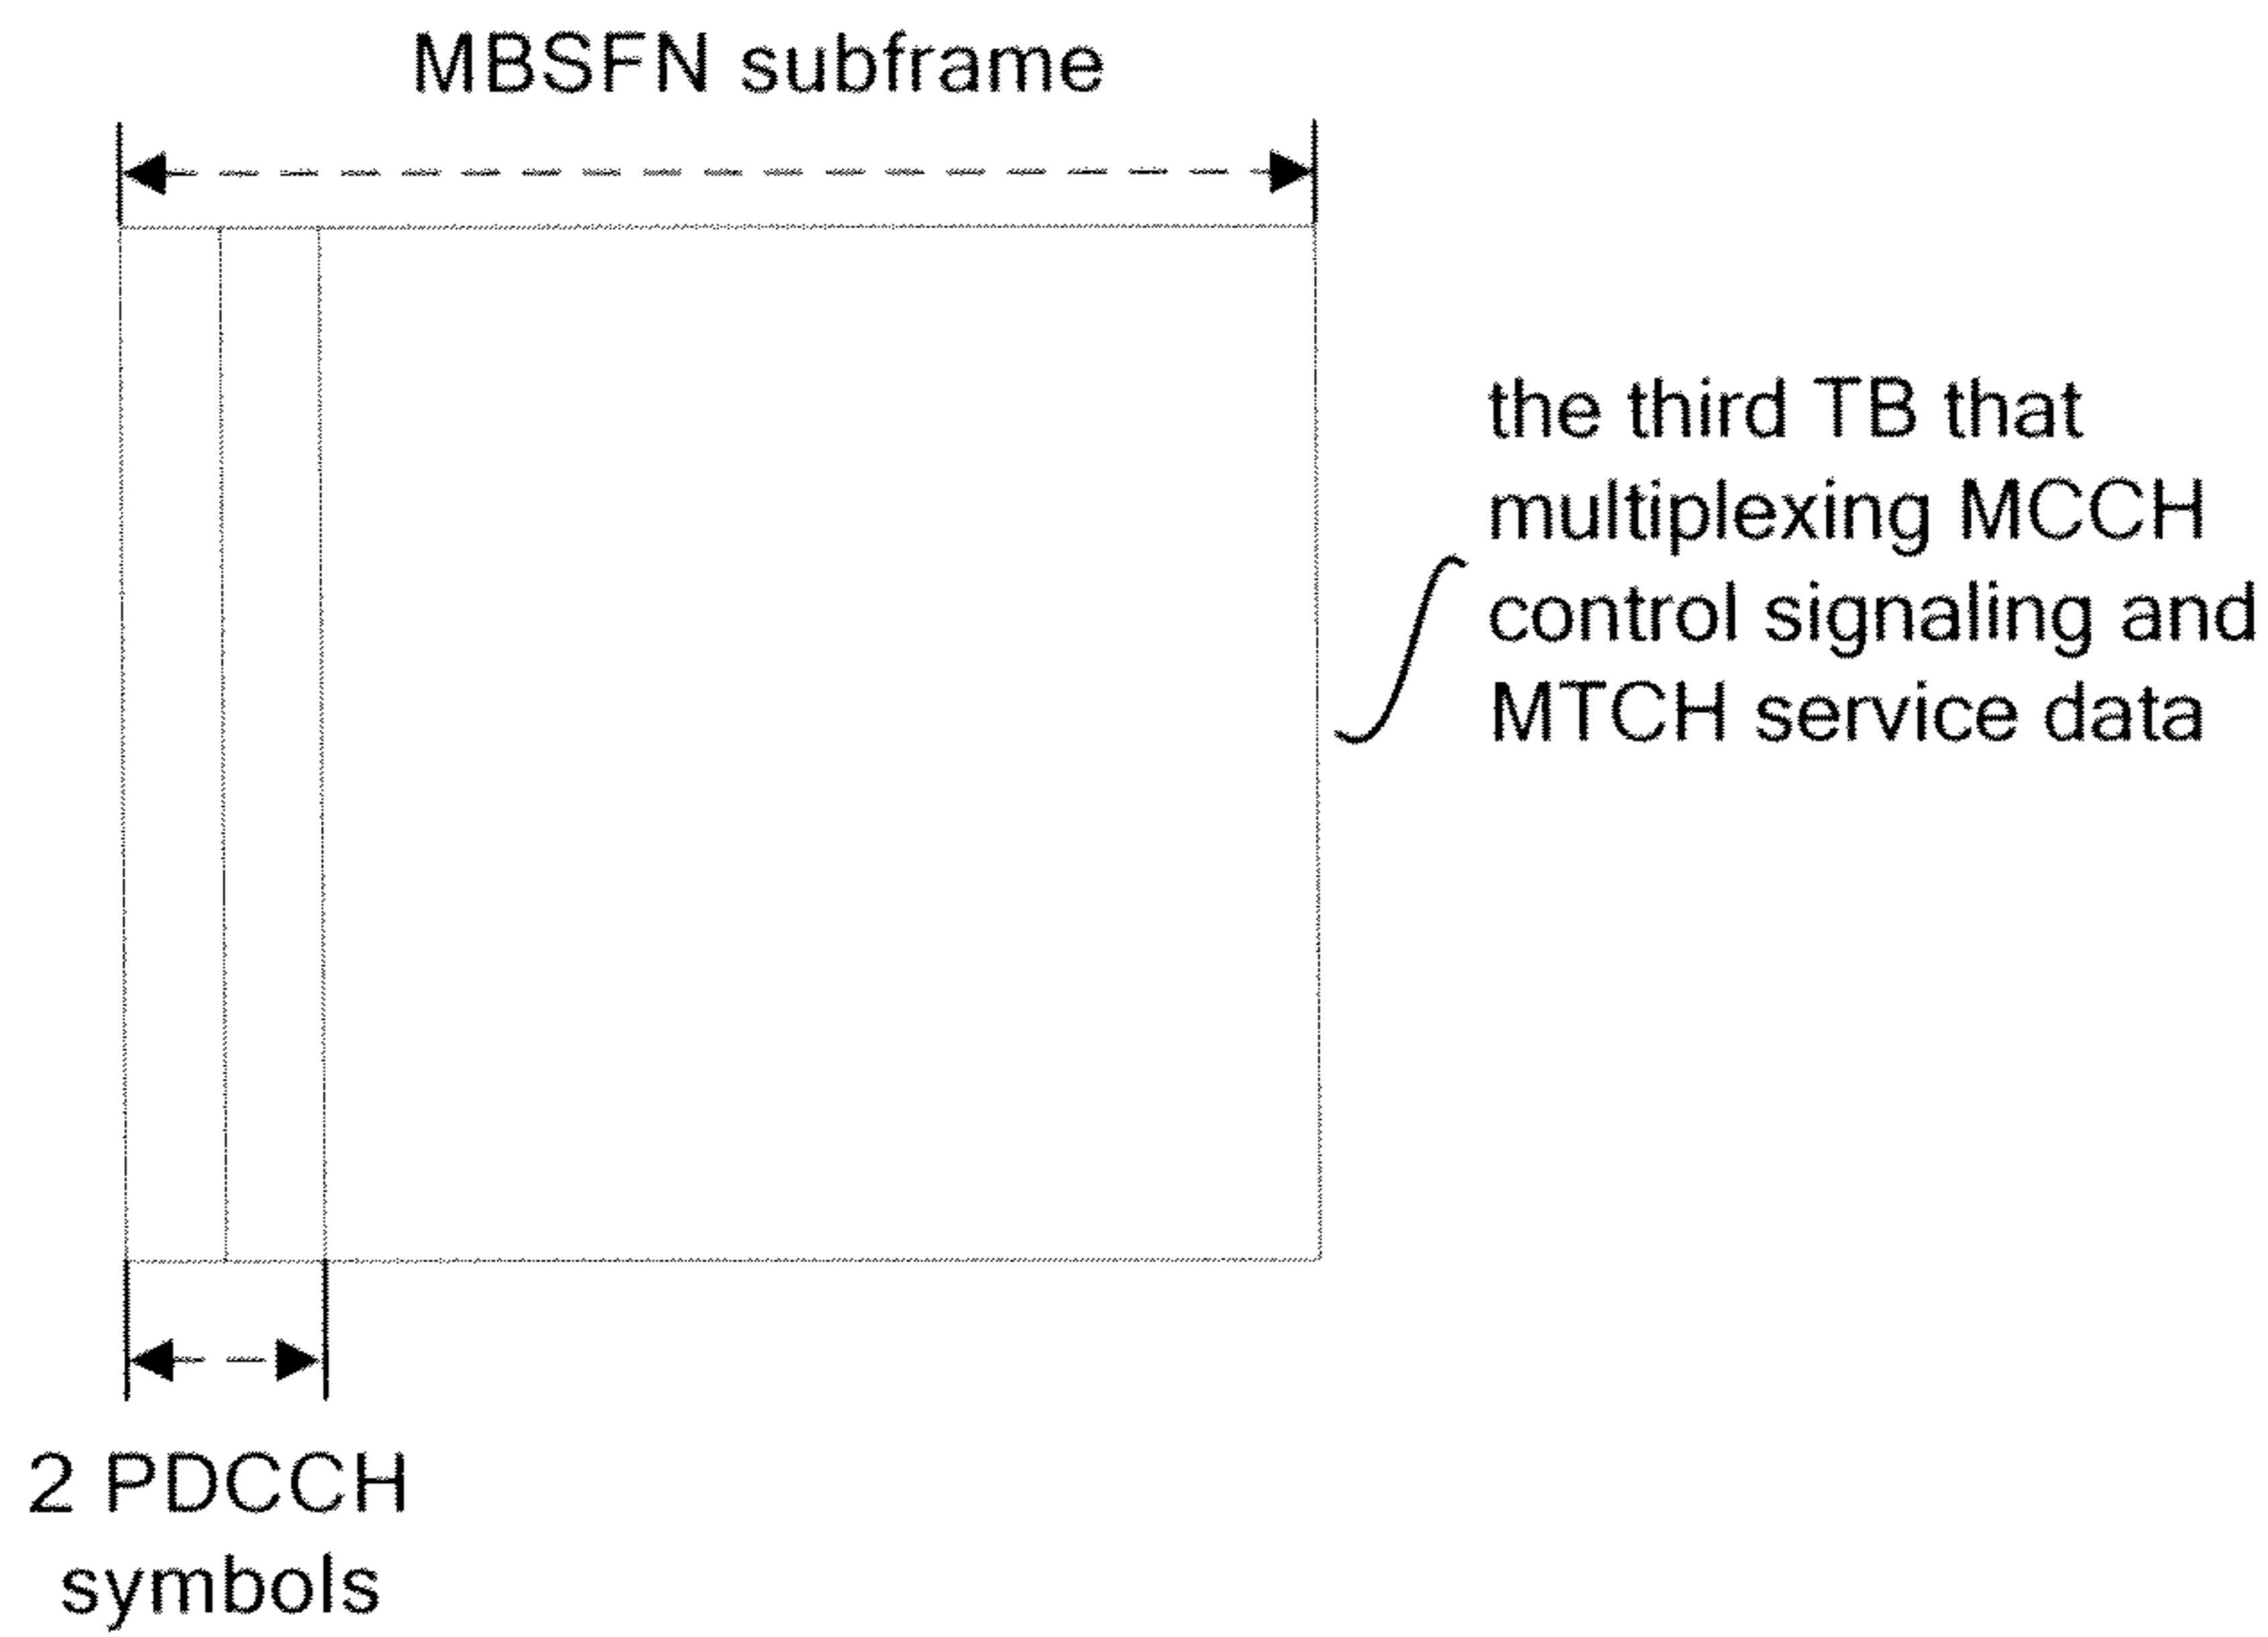 MBSFN subframe
the third TB that
multiplexing MCCH
control signaling and
MTCH service data
2 PDCCH
symbols